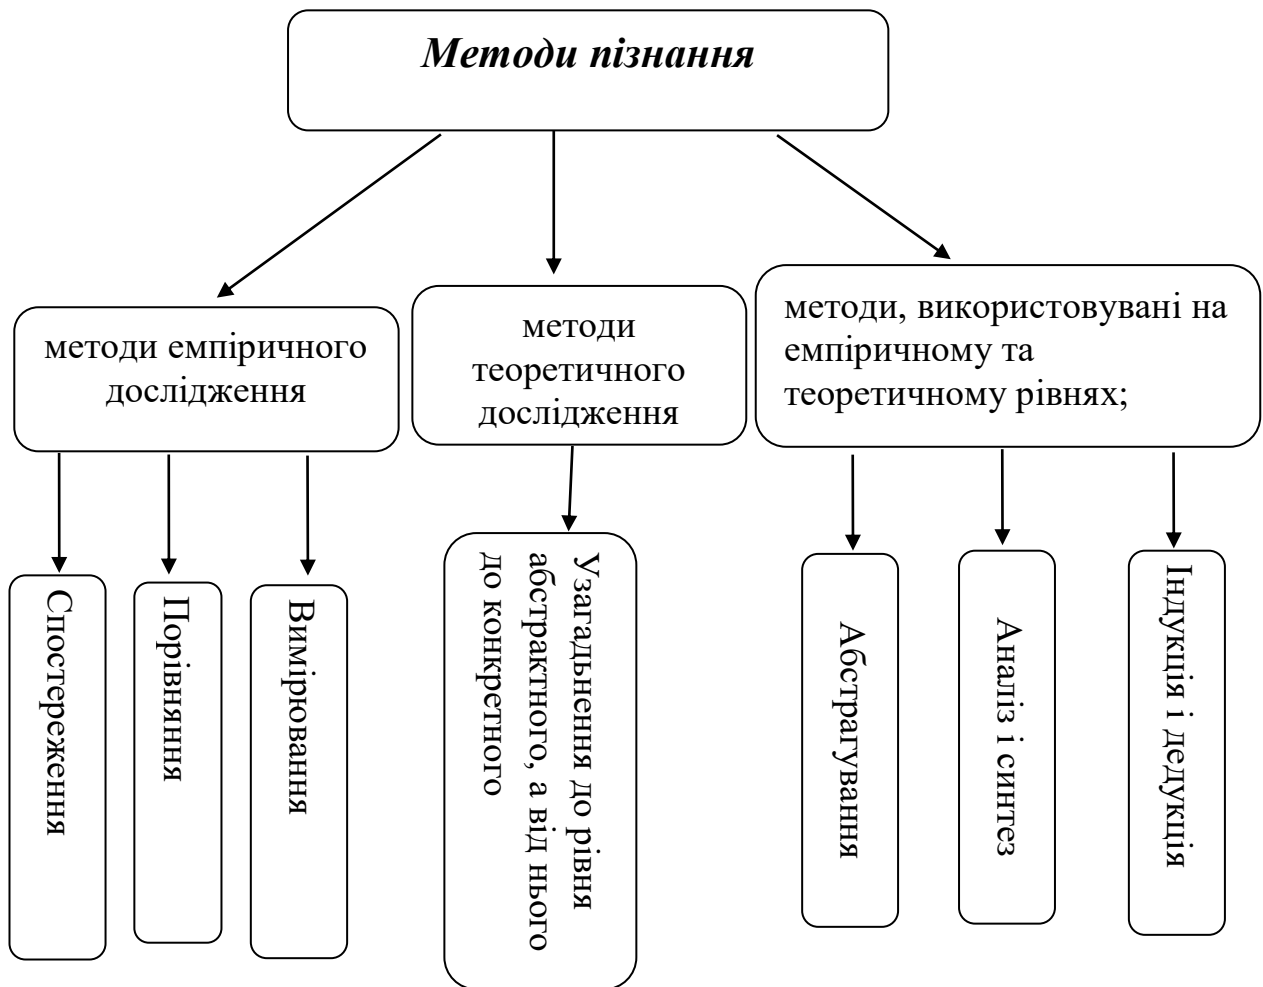 Методи пізнання
методи емпіричного
дослідження
методи
теоретичного
дослідження
методи, використовувані на
емпіричному та
теоретичному рівнях;
Спостереження
Порівняння
Вимірювання
Узагальнення до рівня
абстрактного, а від нього
до конкретного
Абстрагування
Аналіз і синтез
Індукція і дедукція